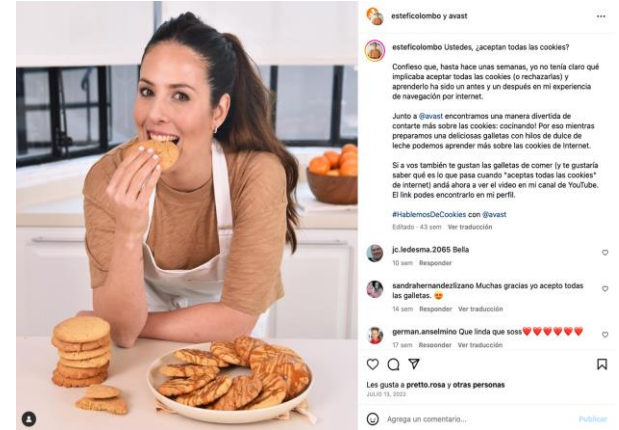 estefícolombo y avast
esteficolombo Ustedes, ¿aceptan todas las cookies?
Confieso que, hasta hace unas semanas, yo no tenía claro qué
implicaba aceptar todas las cookies (o rechazarlas) y
aprenderlo ha sido un antes y un después en mi experiencia
de navegación por internet.
Junto a @avast encontramos una manera divertida de
contarte más sobre las cookies: cocinando! Por eso mientras
preparamos una deliciosas galletas con hilos de dulce de
leche podemos aprender más sobre las cookies de Internet.
Si a vos también te gustan las galletas de comer (y te gustaría
saber qué es lo que pasa cuando "aceptas todas las cookies"
de internet) andá ahora a ver el video en mi canal de YouTube.
El link podes encontrarlo en mi perfil.
#HablemosDeCookies con @avast
Editado · 43 sem Ver traducción
jc.ledesma.2065 Bella
10 sem Responder
sandrahernandezlizano Muchas gracias yo acepto todas
las galletas. 😍
14 sem Responder Ver traducción
german.anselmino Que linda que soss❤️❤️❤️❤️❤️❤️
17 sem Responder Ver traducción
Les gusta a pretto.rosa y otras personas
JULIO 13, 2022
Agrega un comentario... Publicar